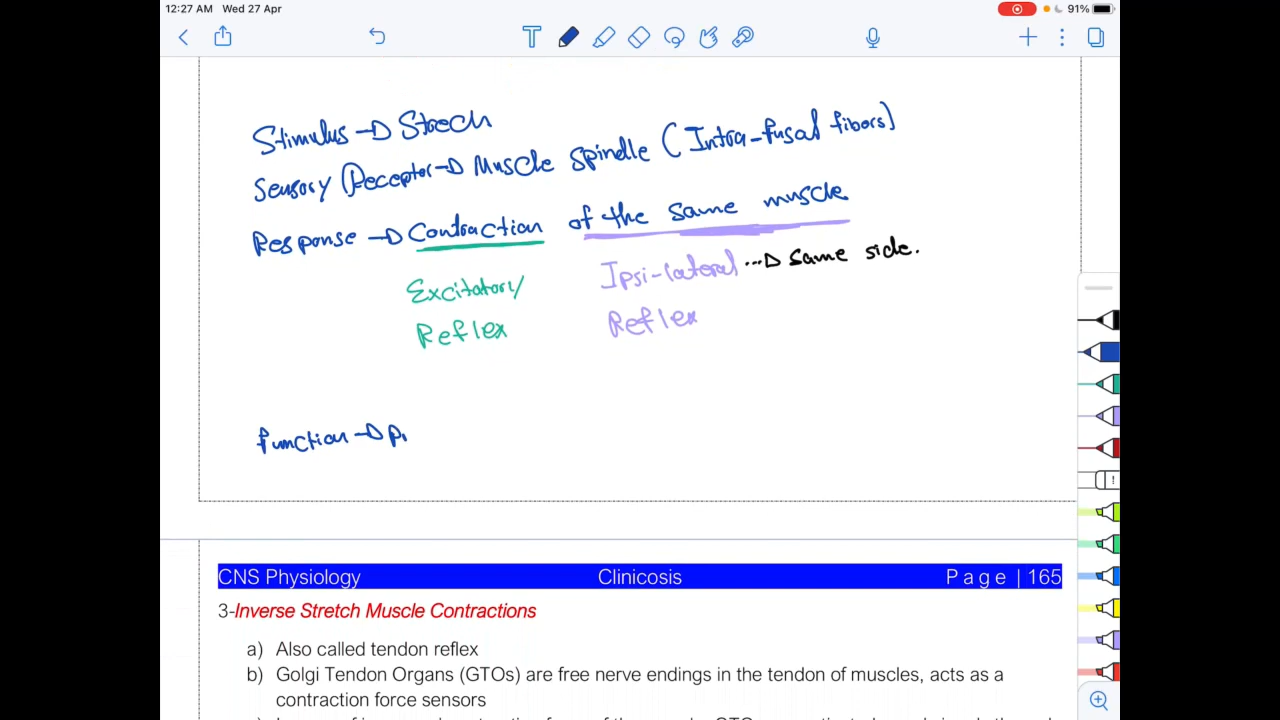 12:27 AM Wed 27 Apr 91%
Stimulus → Strech
Sensory Receptor → Muscle spindle (Intra-fusal fibers)
Response → Contraction of the same muscle
Ipsi-lateral ...→ same side.
Excitatory
Reflex Reflex
function → p
CNS Physiology Clinicosis Page | 165
3-Inverse Stretch Muscle Contractions
a) Also called tendon reflex
b) Golgi Tendon Organs (GTOs) are free nerve endings in the tendon of muscles, acts as a
contraction force sensors